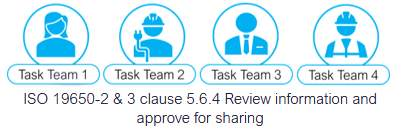 Task Team 1 Task Team 2 Task Team 3 Task Team 4
ISO 19650-2 & 3 clause 5.6.4 Review information and
approve for sharing